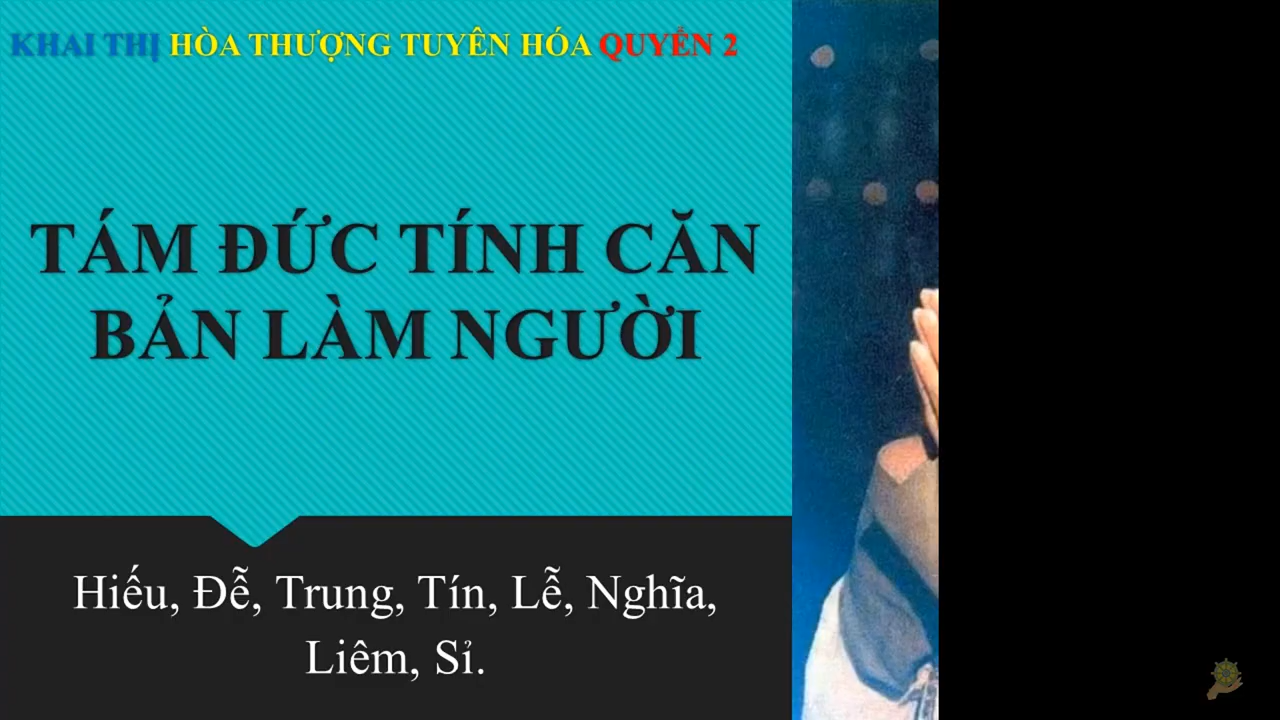 KHAI THỊ HÒA THƯỢNG TUYÊN HÓA QUYỂN 2
TÁM ĐỨC TÍNH CĂN
BẢN LÀM NGƯỜI
Hiếu, Đễ, Trung, Tín, Lễ, Nghĩa,
Liêm, Sỉ.